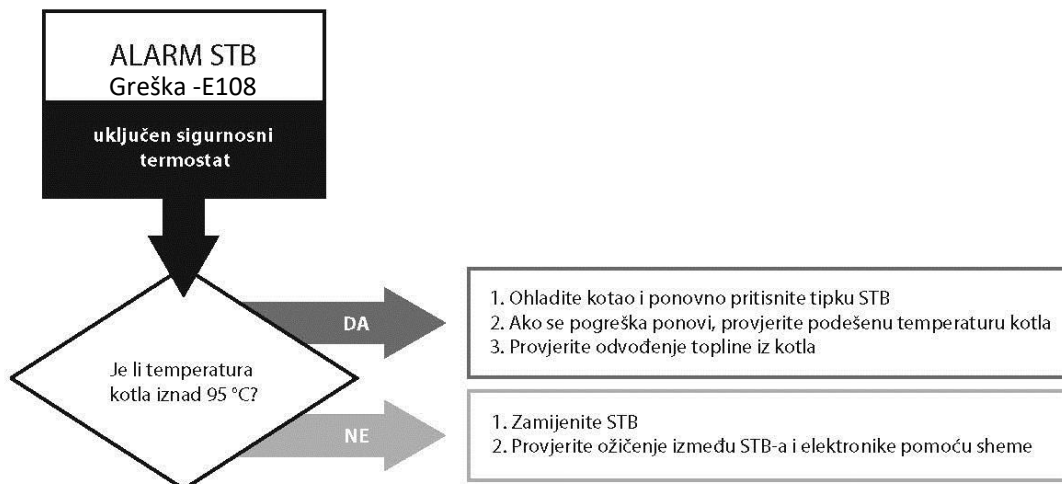 ALARM STB
Greška -E108
uključen sigurnosni
termostat
Je li temperatura
kotla iznad 95 °C?
DA
1. Ohladite kotao i ponovno pritisnite tipku STB
2. Ako se pogreška ponovi, provjerite podešenu temperaturu kotla
3. Provjerite odvođenje topline iz kotla
NE
1. Zamijenite STB
2. Provjerite ožičenje između STB-a i elektronike pomoću sheme